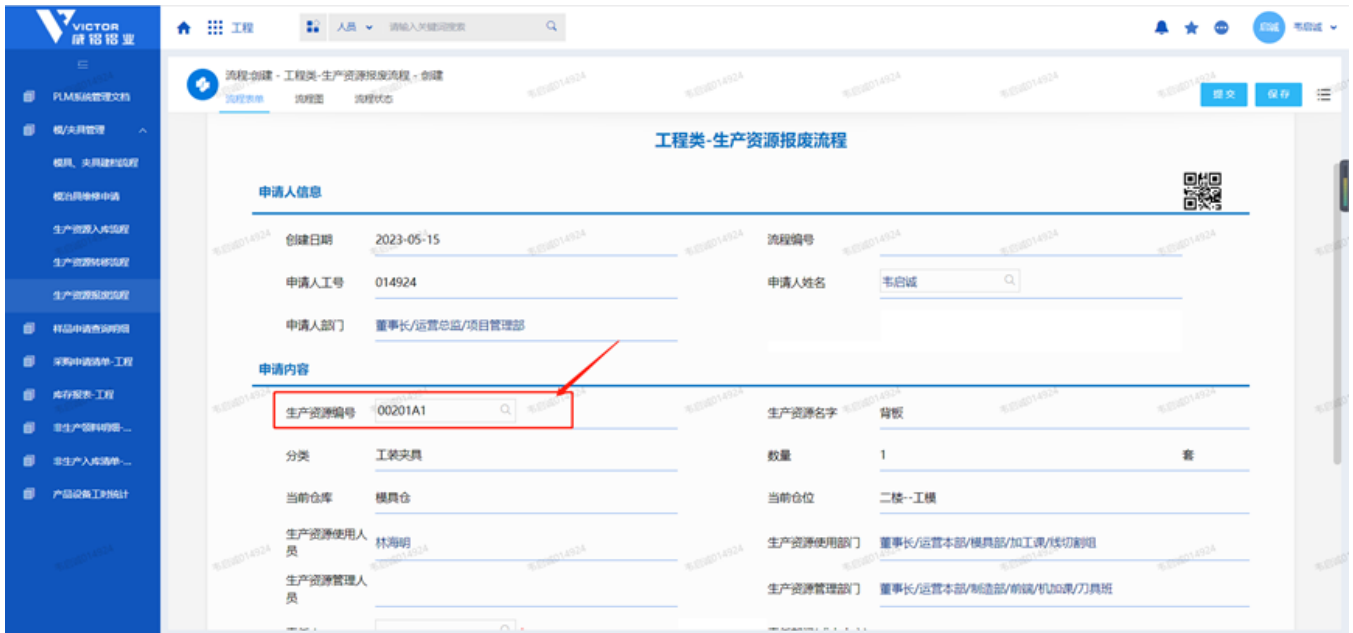 VICTOR
威铝铝业
工程
人员
请输入关键词搜索
韦启诚
PLM系统管理文档
模/夹具管理
模具、夹具建档流程
模治具维修申请
生产资源入库流程
生产资源转移流程
生产资源报废流程
样品申请查询明细
采购申请清单-工程
库存报表-工程
非生产领料明细-...
非生产入库清单-...
产品设备工时统计
流程:创建 - 工程类-生产资源报废流程 - 创建
流程表单
流程图
流程状态
提交
保存
工程类-生产资源报废流程
申请人信息
创建日期
2023-05-15
流程编号
申请人工号
014924
申请人姓名
韦启诚
申请人部门
董事长/运营总监/项目管理部
申请内容
生产资源编号
00201A1
生产资源名字
背板
分类
工装夹具
数量
1
套
当前仓库
模具仓
当前仓位
二楼--工模
生产资源使用人员
林海明
生产资源使用部门
董事长/运营本部/模具部/加工课/线切割组
生产资源管理人员
生产资源管理部门
董事长/运营本部/制造部/前端/机加课/刀具班